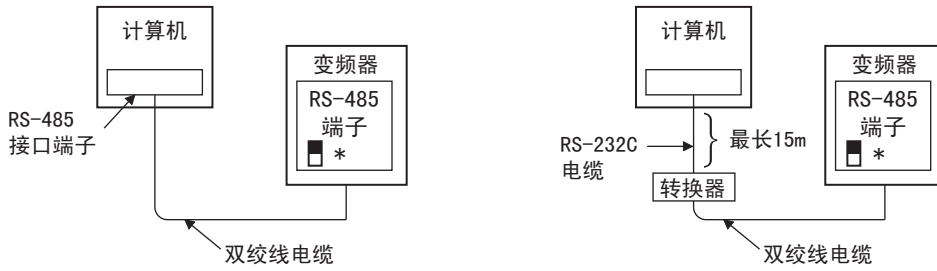 计算机
变频器
RS-485
端子
*
RS-485
接口端子
双绞线电缆
计算机
变频器
RS-485
端子
*
最长15m
RS-232C
电缆
转换器
双绞线电缆